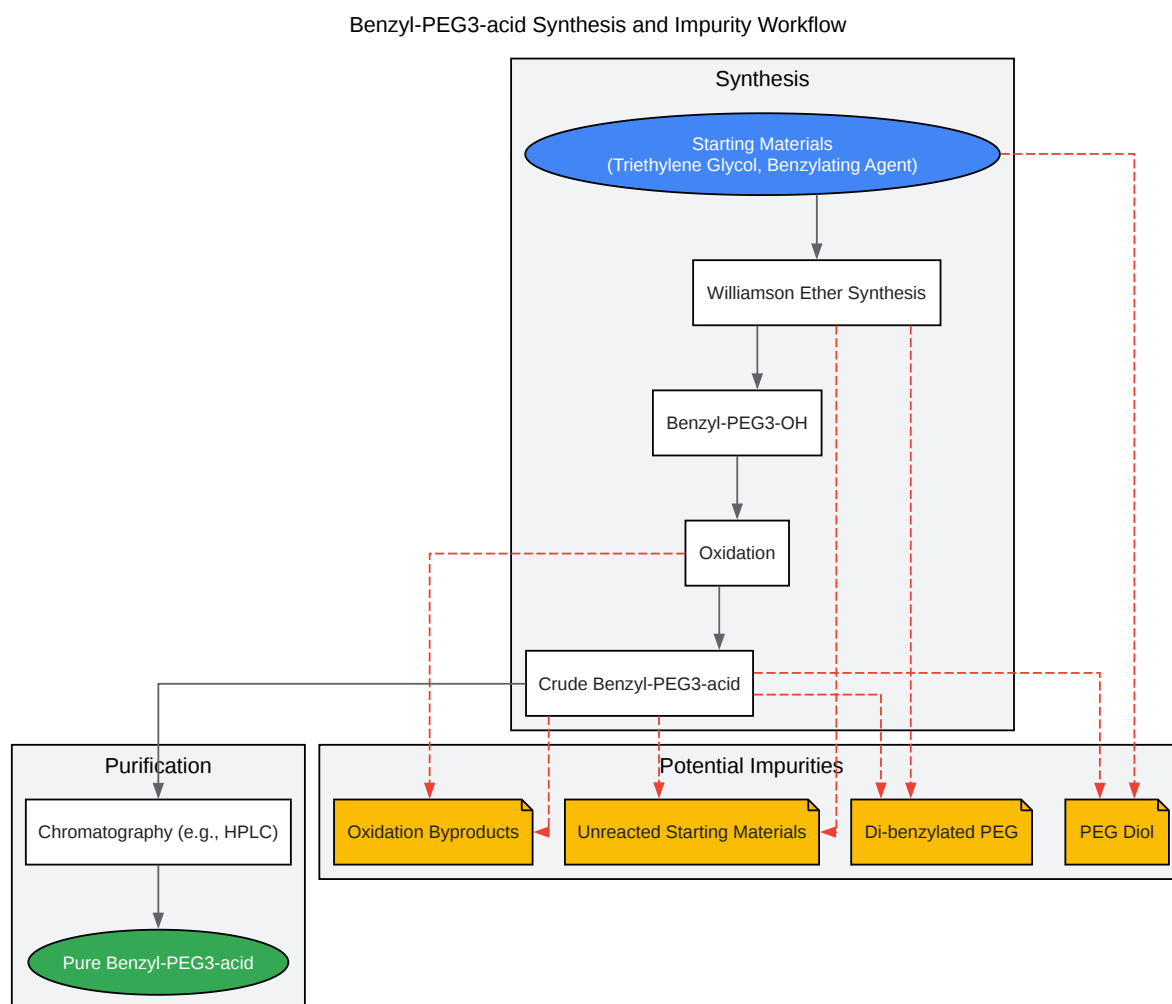 Benzyl-PEG3-acid Synthesis and Impurity Workflow
Synthesis
Starting Materials
(Triethylene Glycol, Benzylating Agent)
Williamson Ether Synthesis
Benzyl-PEG3-OH
Oxidation
Crude Benzyl-PEG3-acid
Purification
Chromatography (e.g., HPLC)
Pure Benzyl-PEG3-acid
Potential Impurities
Oxidation Byproducts
Unreacted Starting Materials
Di-benzylated PEG
PEG Diol